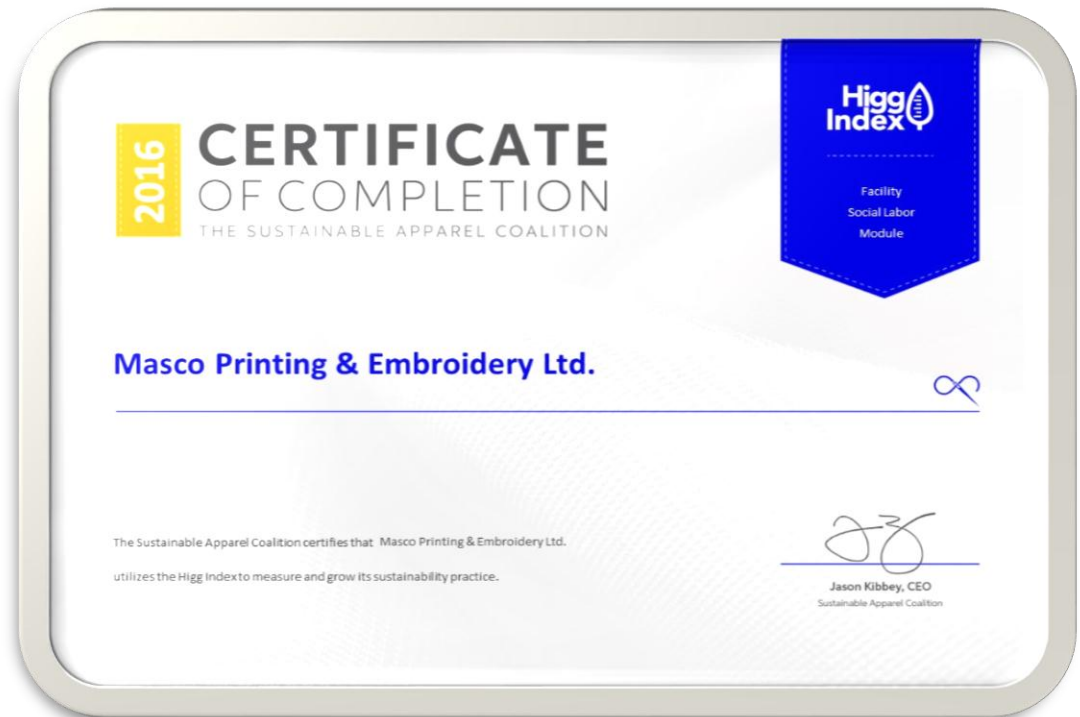 2016
CERTIFICATE
OF COMPLETION
THE SUSTAINABLE APPAREL COALITION
Higg
Index
Facility
Social Labor
Module
Masco Printing & Embroidery Ltd.
The Sustainable Apparel Coalition certifies that Masco Printing & Embroidery Ltd.
utilizes the Higg Index to measure and grow its sustainability practice.
Jason Kibbey, CEO
Sustainable Apparel Coalition